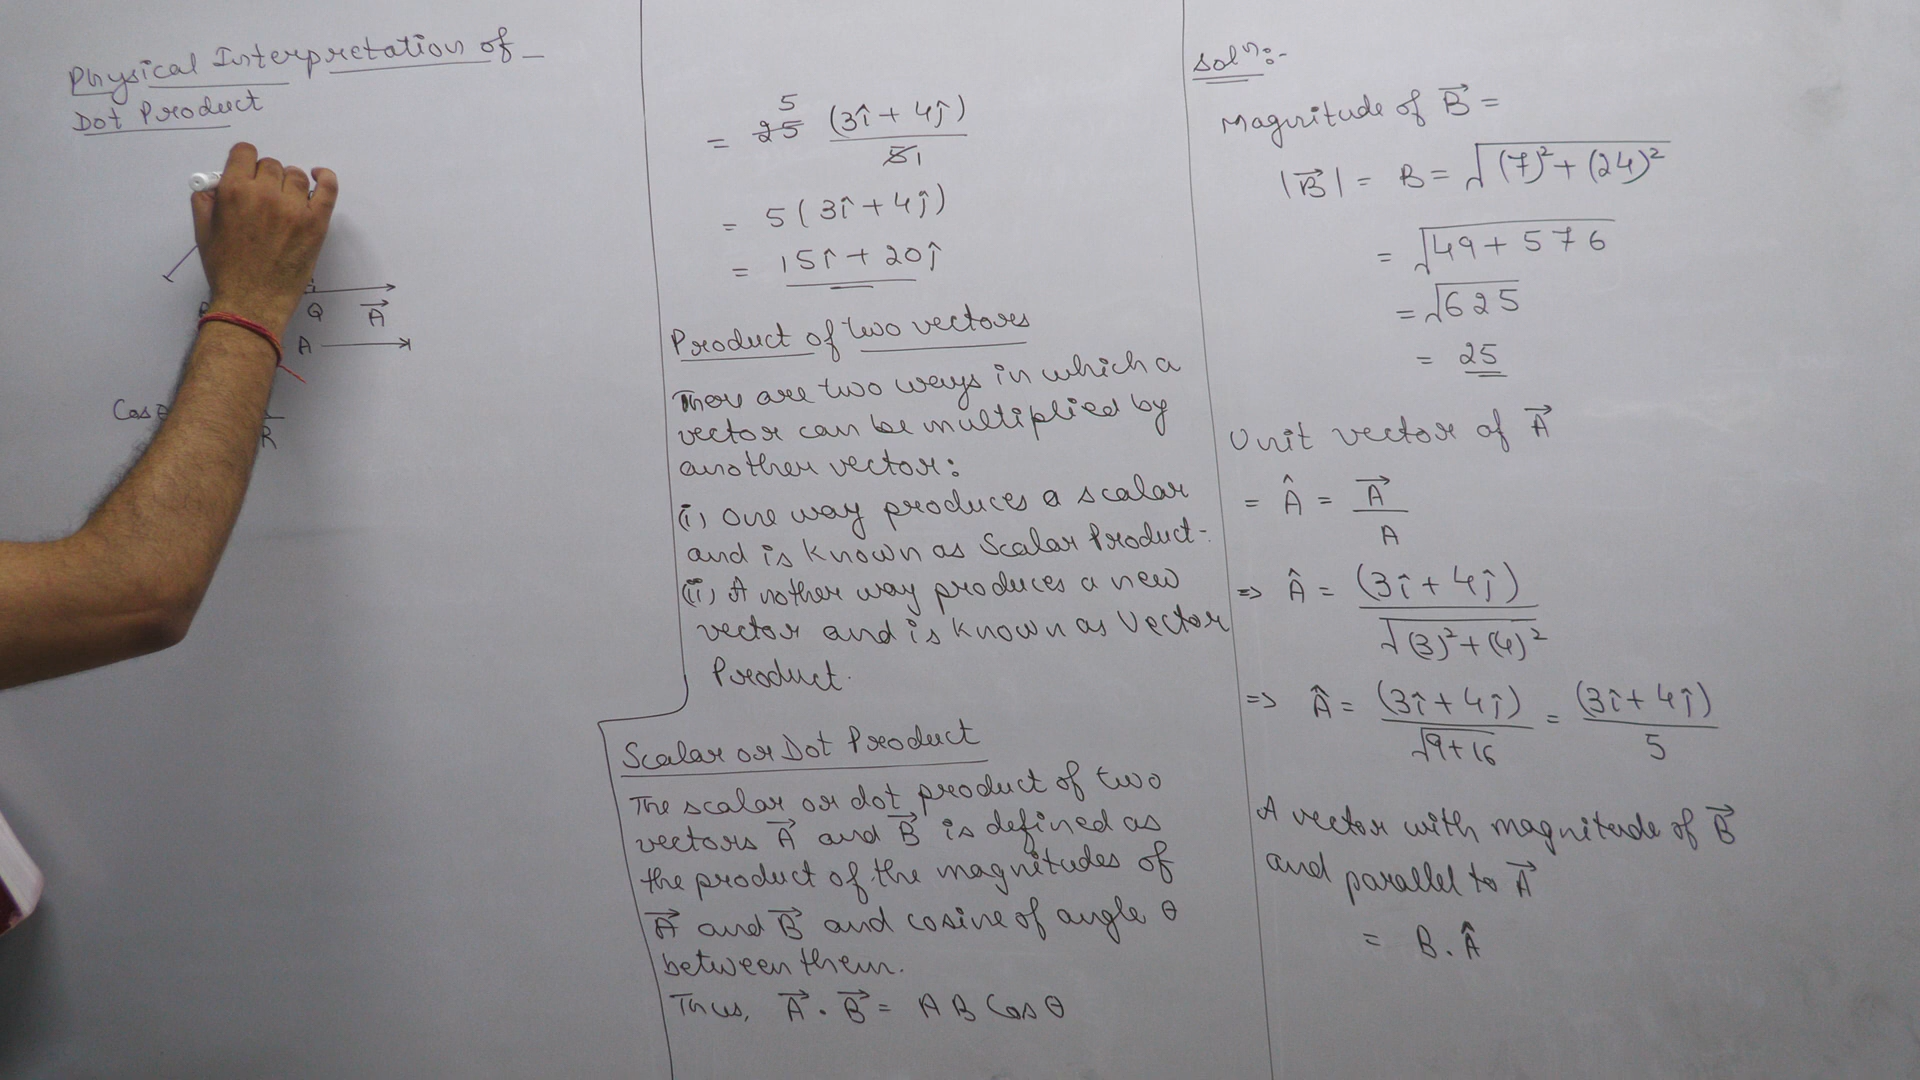 Physical Interpretation of
Dot Product
Q
A⃗
A
Cos
R
5
= 25 (3î + 4ĵ)
51
= 5 (3î + 4ĵ)
= 15î + 20ĵ
Product of two vectors
There are two ways in which a
vector can be multiplied by
another vector:
(i) One way produces a scalar
and is known as Scalar Product.
(ii) Another way produces a new
vector and is known as Vector
Product.
Scalar or Dot Product
The scalar or dot product of two
vectors A⃗ and B⃗ is defined as
the product of the magnitudes of
A⃗ and B⃗ and cosine of angle θ
between them.
Thus, A⃗ . B⃗ = A B Cos θ
Solⁿ:-
Magnitude of B⃗ =
|B⃗| = B = √(7)² + (24)²
= √49 + 576
= √625
= 25
Unit vector of A⃗
= Â = A⃗
A
=> Â = (3î + 4ĵ)
√(3)² + (4)²
=> Â = (3î + 4ĵ) = (3î + 4ĵ)
√9+16 5
A vector with magnitude of B⃗
and parallel to A⃗
= B . Â